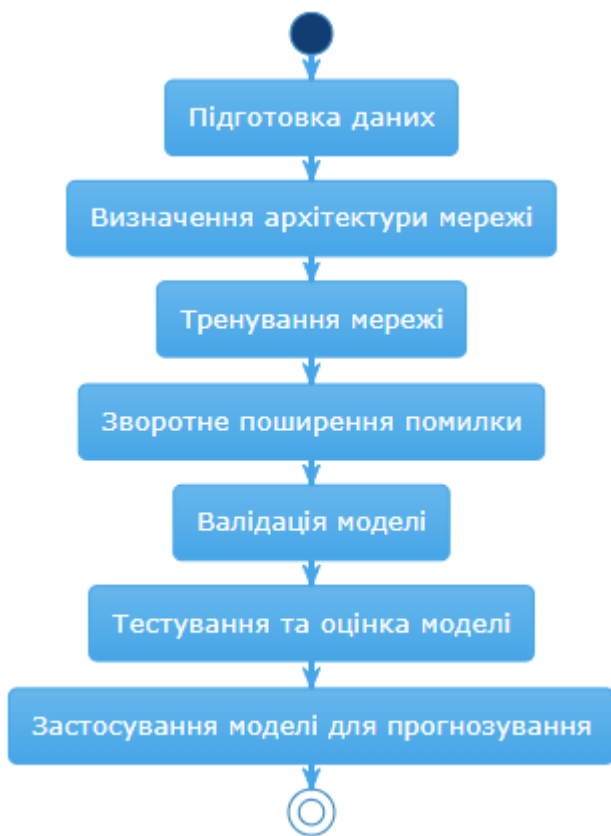 Підготовка даних
Визначення архітектури мережі
Тренування мережі
Зворотне поширення помилки
Валідація моделі
Тестування та оцінка моделі
Застосування моделі для прогнозування